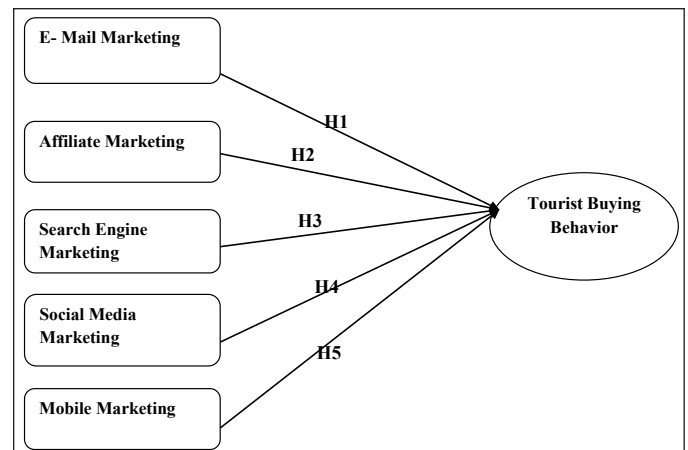 E- Mail Marketing
H1
Affiliate Marketing
H2
Tourist Buying
Behavior
Search Engine
Marketing
H3
Social Media
Marketing
H4
H5
Mobile Marketing